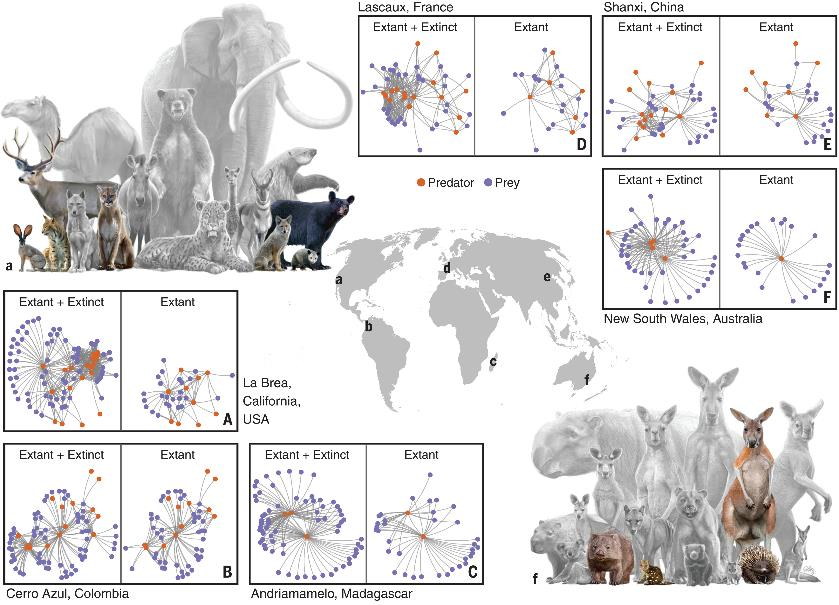 Lascaux, France
Extant + Extinct
Extant
D
Shanxi, China
Extant + Extinct
Extant
E
Predator
Prey
Extant + Extinct
Extant
F
New South Wales, Australia
a
a
b
c
d
e
f
Extant + Extinct
Extant
A
La Brea,
California,
USA
Extant + Extinct
Extant
B
Cerro Azul, Colombia
Extant + Extinct
Extant
C
Andriamamelo, Madagascar
f